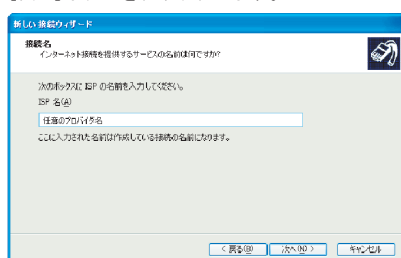 新しい接続ウィザード
接続名
インターネット接続を提供するサービスの名前は何ですか?
次のボックスに ISP の名前を入力してください。
ISP 名(A)
任意のプロバイダ名
ここに入力された名前は作成している接続の名前になります。
< 戻る(B)
次へ(N) >
キャンセル